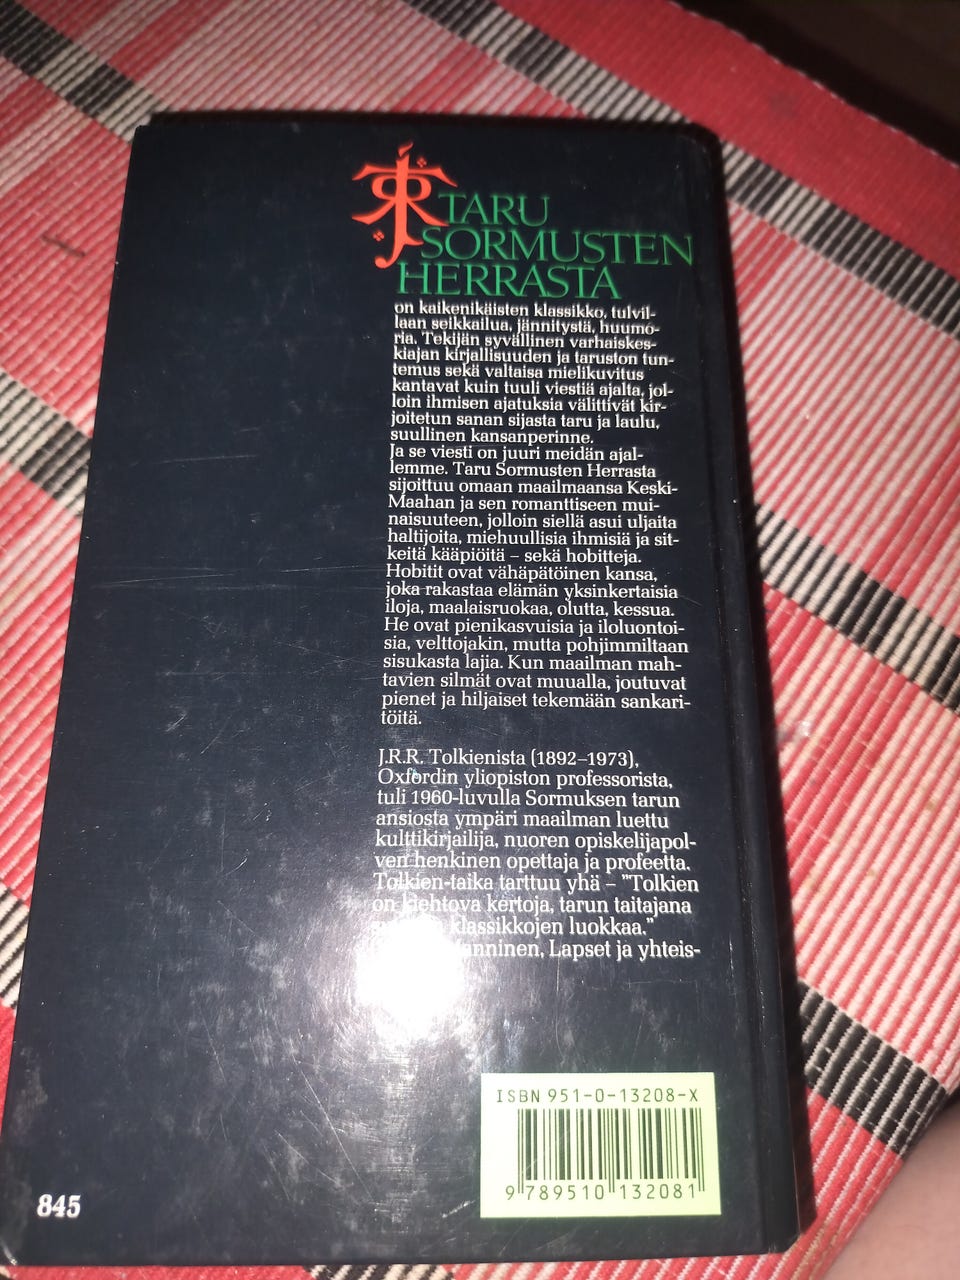 TARU
SORMUSTEN
HERRASTA
on kaikenikäisten klassikko, tulvil-
laan seikkailua, jännitystä, huumo-
ria. Tekijän syvällinen varhaiskes-
kiajan kirjallisuuden ja taruston tun-
temus sekä valtaisa mielikuvitus
kantavat kuin tuuli viestiä ajalta, jol-
loin ihmisen ajatuksia välittivät kir-
joitetun sanan sijasta taru ja laulu,
suullinen kansanperinne.
Ja se viesti on juuri meidän ajal-
lemme. Taru Sormusten Herrasta
sijoittuu omaan maailmaansa Keski-
Maahan ja sen romanttiseen mui-
naisuuteen, jolloin siellä asui uljaita
haltijoita, miehuullisia ihmisiä ja sit-
keitä kääpiöitä – sekä hobitteja.
Hobitit ovat vähäpätöinen kansa,
joka rakastaa elämän yksinkertaisia
iloja, maalaisruokaa, olutta, kessua.
He ovat pienikasvuisia ja iloluontoi-
sia, velttojakin, mutta pohjimmiltaan
sisukasta lajia. Kun maailman mah-
tavien silmät ovat muualla, joutuvat
pienet ja hiljaiset tekemään sankari-
töitä.
J.R.R. Tolkienista (1892–1973),
Oxfordin yliopiston professorista,
tuli 1960-luvulla Sormuksen tarun
ansiosta ympäri maailman luettu
kulttikirjailija, nuoren opiskelijapol-
ven henkinen opettaja ja profeetta.
Tolkien-taika tarttuu yhä – "Tolkien
on kiehtova kertoja, tarun taitajana
klassikkojen luokkaa."
Lapset ja yhteis-
ISBN 951-0-13208-X
9 789510 132081
845